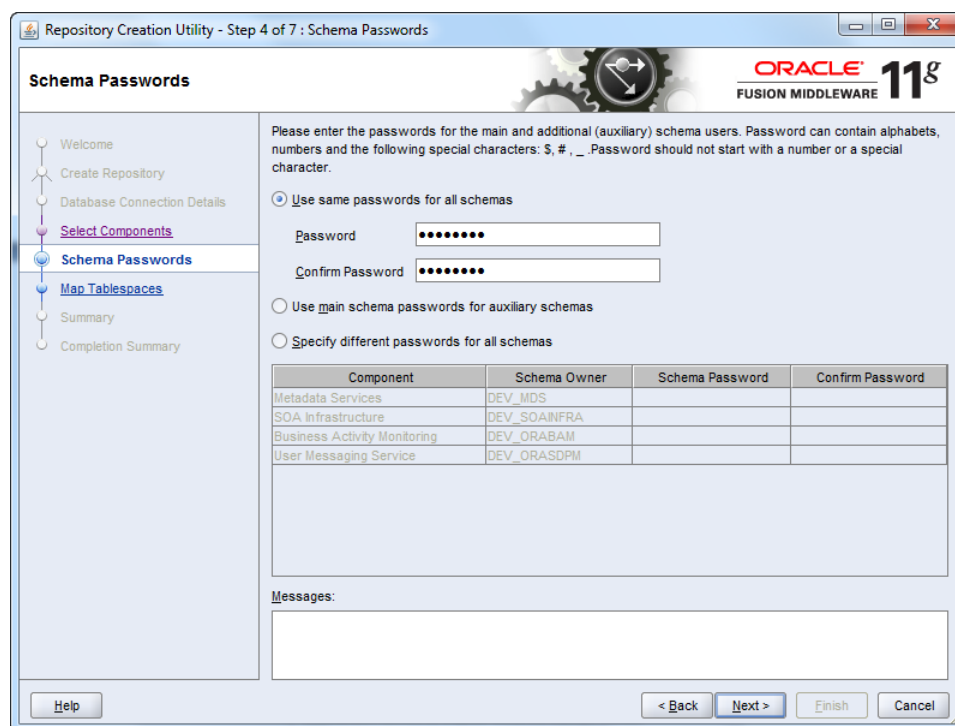 Repository Creation Utility - Step 4 of 7 : Schema Passwords
Schema Passwords
ORACLE
FUSION MIDDLEWARE 11g
Welcome
Create Repository
Database Connection Details
Select Components
Schema Passwords
Map Tablespaces
Summary
Completion Summary
Please enter the passwords for the main and additional (auxiliary) schema users. Password can contain alphabets,
numbers and the following special characters: $, # , _ .Password should not start with a number or a special
character.
Use same passwords for all schemas
Password ●●●●●●●●
Confirm Password ●●●●●●●●
Use main schema passwords for auxiliary schemas
Specify different passwords for all schemas
Component Schema Owner Schema Password Confirm Password
Metadata Services DEV_MDS
SOA Infrastructure DEV_SOAINFRA
Business Activity Monitoring DEV_ORABAM
User Messaging Service DEV_ORASDPM
Messages:
Help < Back Next > Finish Cancel